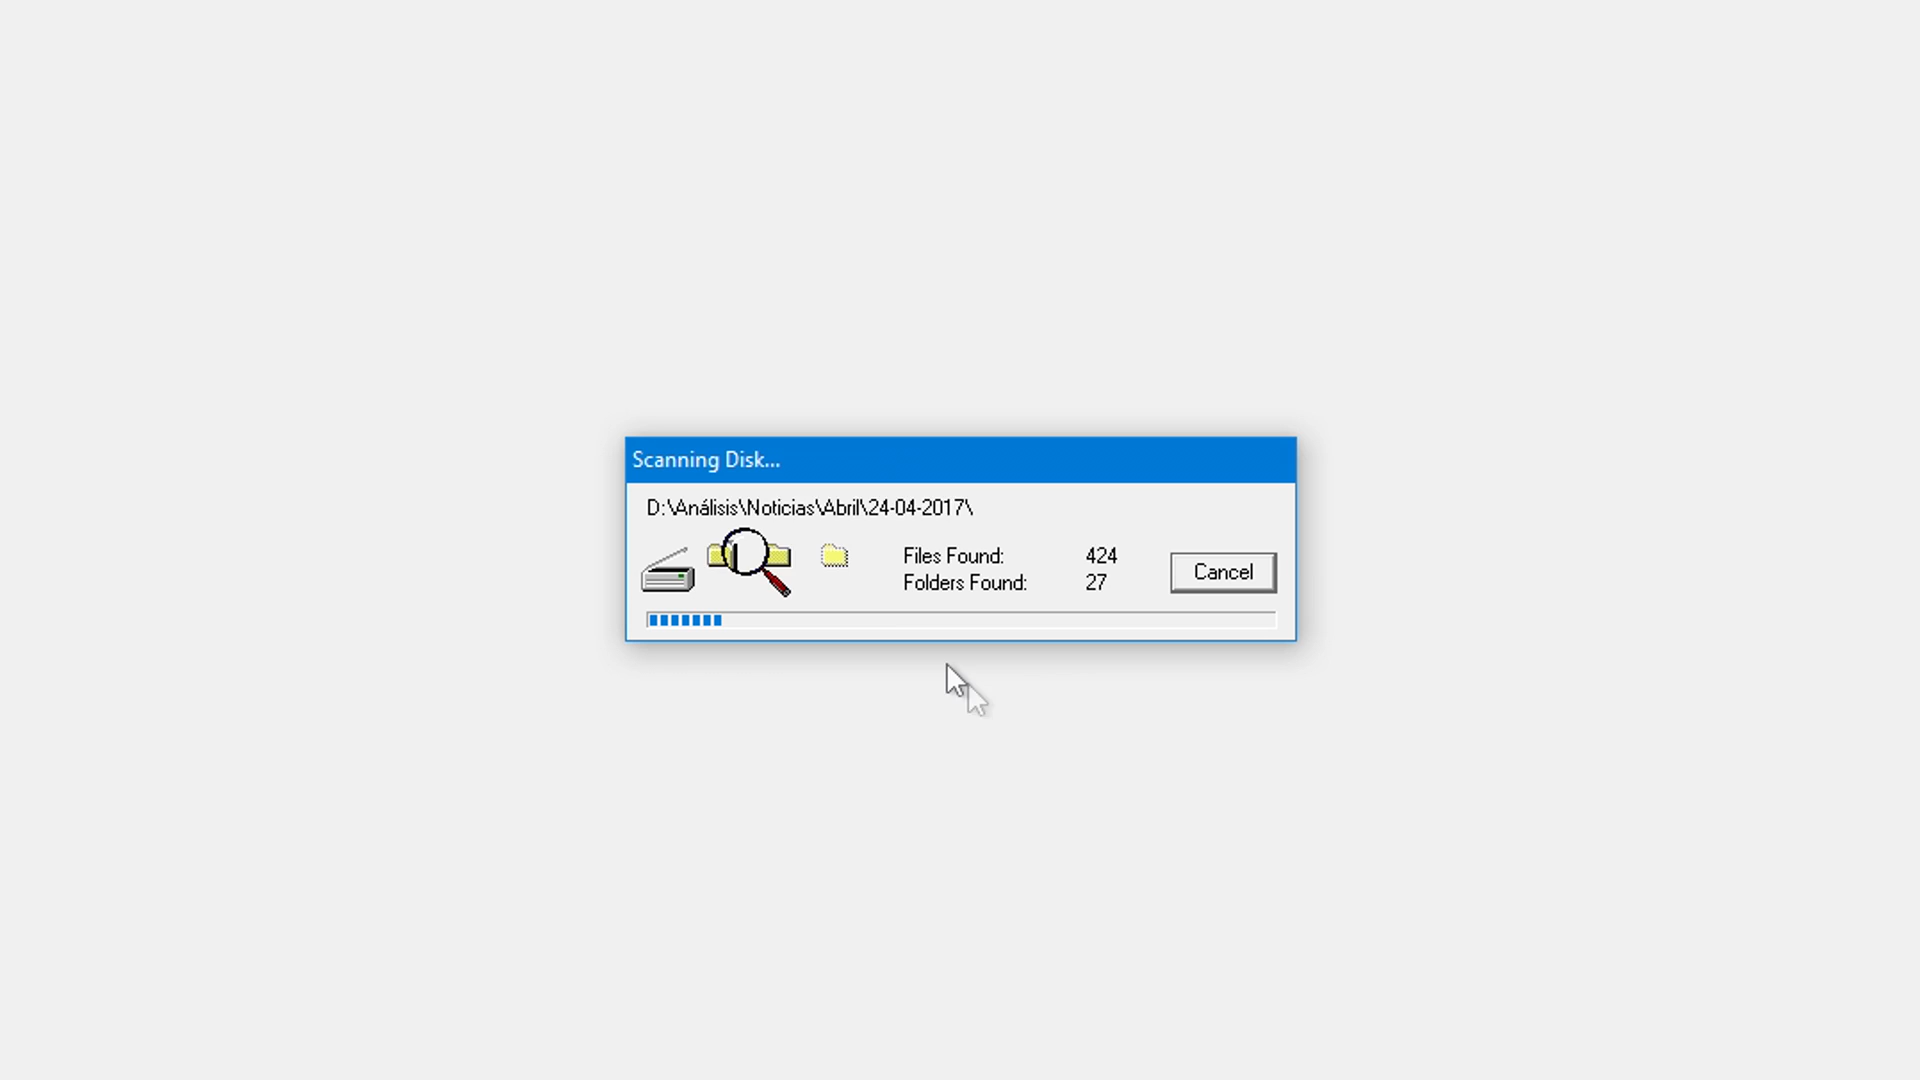 Scanning Disk...
D:\Análisis\Noticias\Abril\24-04-2017\
Files Found: 424
Folders Found: 27
Cancel